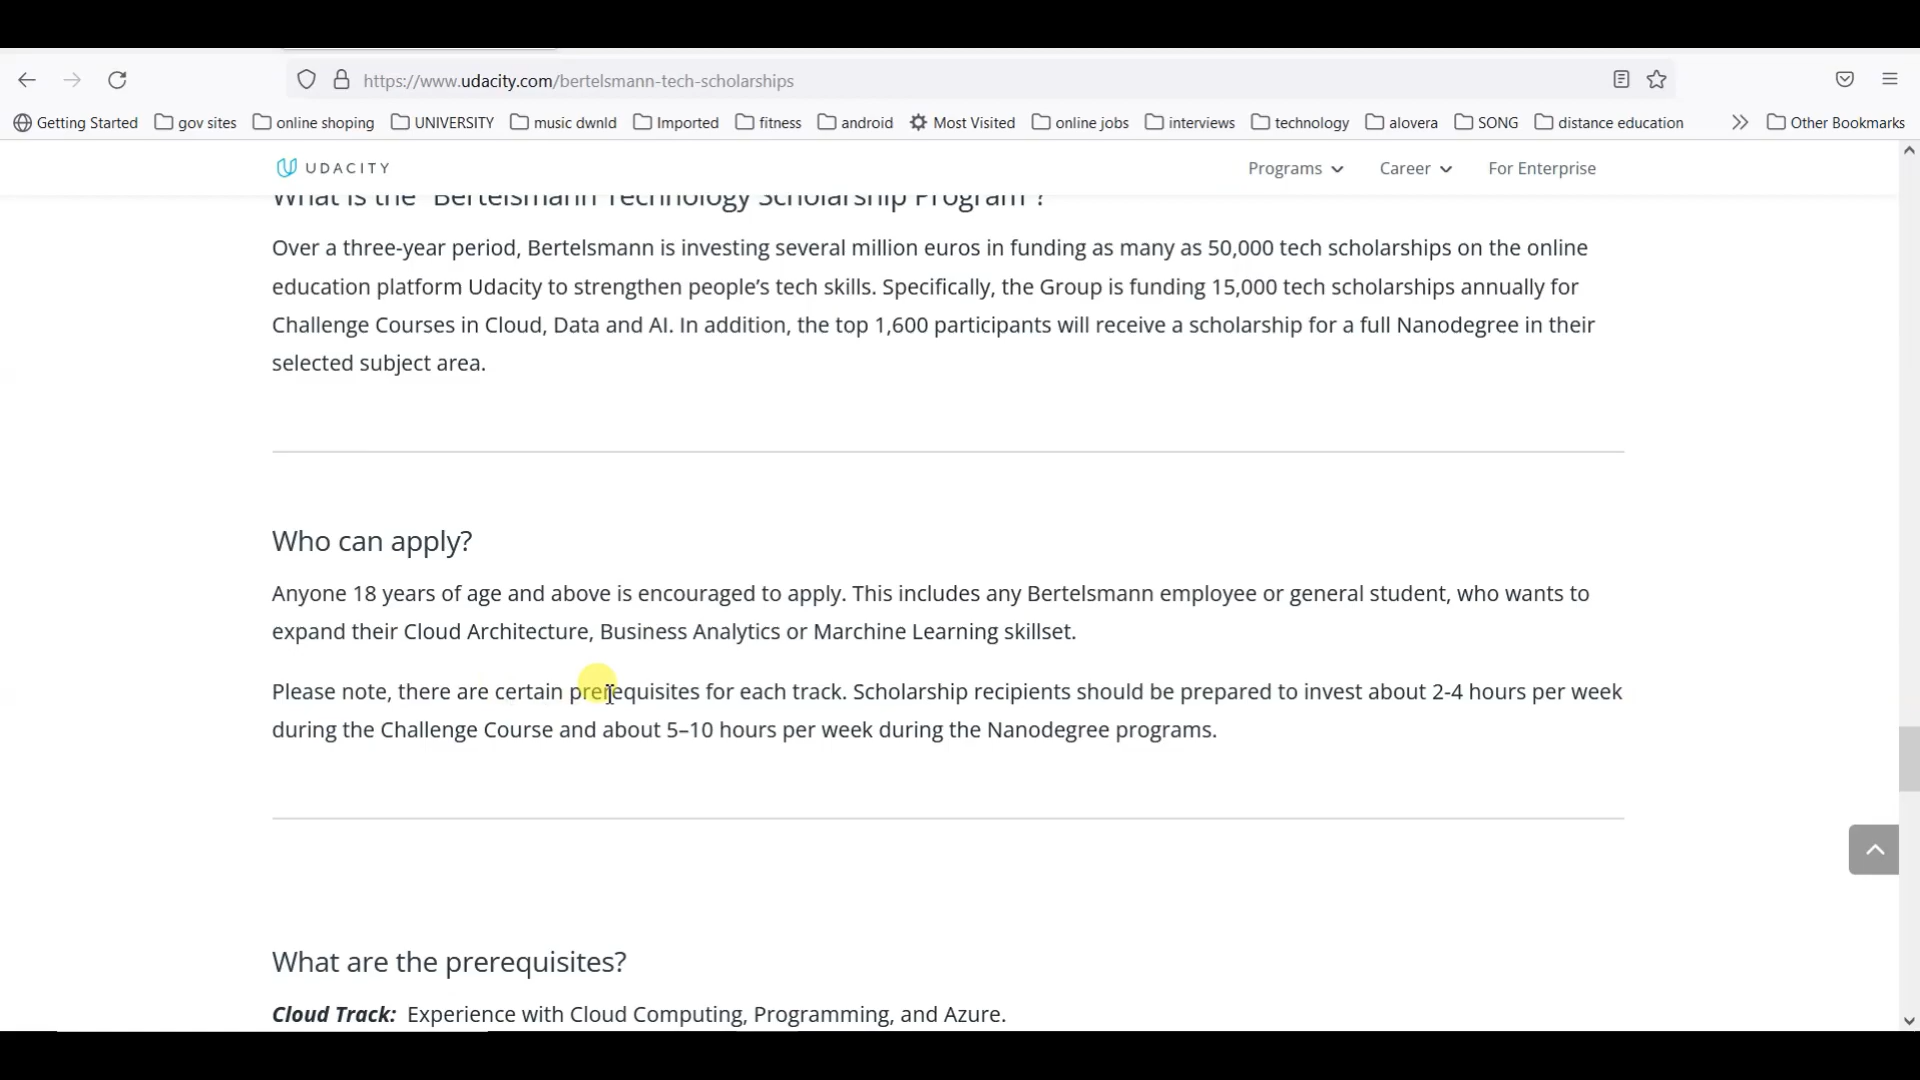 https://www.udacity.com/bertelsmann-tech-scholarships
Getting Started gov sites online shoping UNIVERSITY music dwnld Imported fitness android Most Visited online jobs interviews technology alovera SONG distance education Other Bookmarks
UDACITY Programs Career For Enterprise
What is the "Bertelsmann Technology Scholarship Program"?
Over a three-year period, Bertelsmann is investing several million euros in funding as many as 50,000 tech scholarships on the online
education platform Udacity to strengthen people's tech skills. Specifically, the Group is funding 15,000 tech scholarships annually for
Challenge Courses in Cloud, Data and AI. In addition, the top 1,600 participants will receive a scholarship for a full Nanodegree in their
selected subject area.
Who can apply?
Anyone 18 years of age and above is encouraged to apply. This includes any Bertelsmann employee or general student, who wants to
expand their Cloud Architecture, Business Analytics or Marchine Learning skillset.
Please note, there are certain prerequisites for each track. Scholarship recipients should be prepared to invest about 2-4 hours per week
during the Challenge Course and about 5–10 hours per week during the Nanodegree programs.
What are the prerequisites?
Cloud Track: Experience with Cloud Computing, Programming, and Azure.